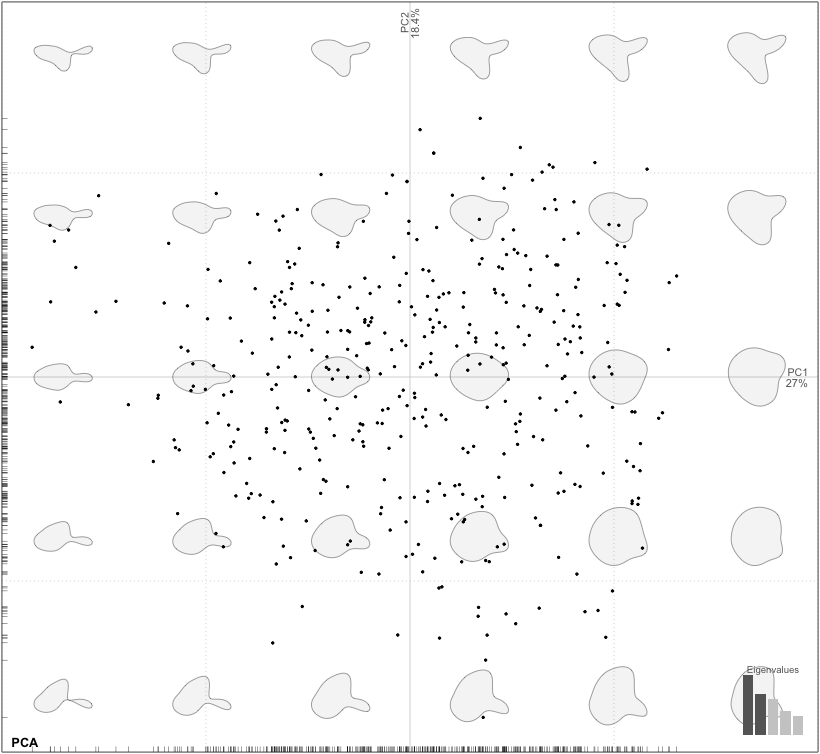 PC2
18.4%
PC1
27%
Eigenvalues
PCA